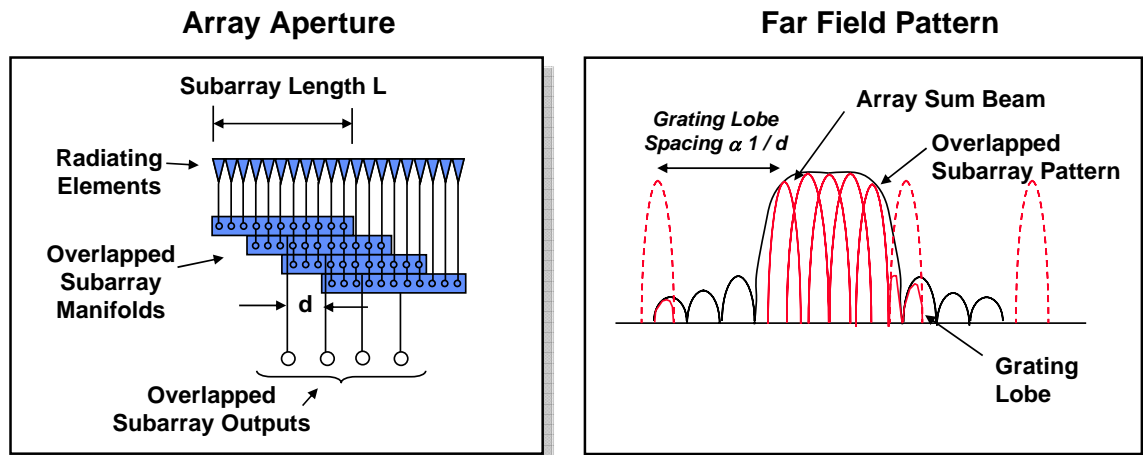 Array Aperture
Subarray Length L
Radiating
Elements
Overlapped
Subarray
Manifolds
d
Overlapped
Subarray Outputs
Far Field Pattern
Array Sum Beam
Grating Lobe
Spacing α 1 / d
Overlapped
Subarray Pattern
Grating
Lobe